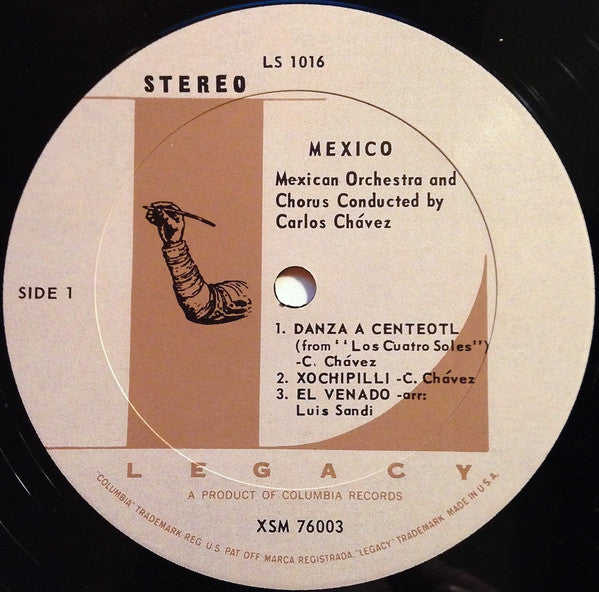 LS 1016
STEREO
MEXICO
Mexican Orchestra and
Chorus Conducted by
Carlos Chávez
SIDE 1
1. DANZA A CENTEOTL
(from "Los Cuatro Soles")
-C. Chávez
2. XOCHIPILLI -C. Chávez
3. EL VENADO -arr:
Luis Sandi
LEGACY
A PRODUCT OF COLUMBIA RECORDS
XSM 76003
"COLUMBIA" TRADEMARK REG. U.S. PAT. OFF. MARCA REGISTRADA. "LEGACY" TRADEMARK MADE IN U.S.A.